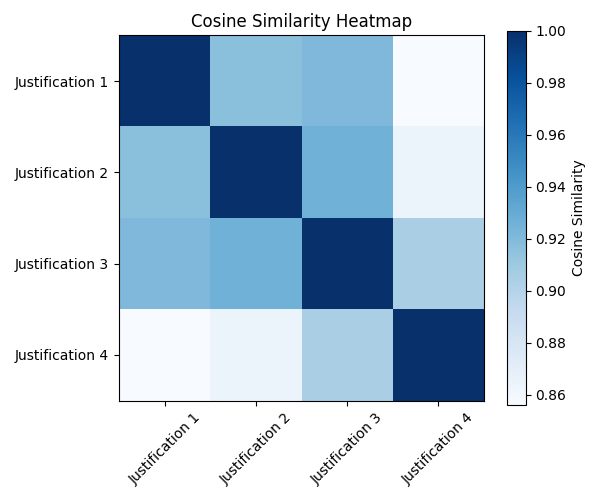 Cosine Similarity Heatmap
Justification 1
Justification 2
Justification 3
Justification 4
Justification 1
Justification 2
Justification 3
Justification 4
1.00
0.98
0.96
0.94
0.92
0.90
0.88
0.86
Cosine Similarity